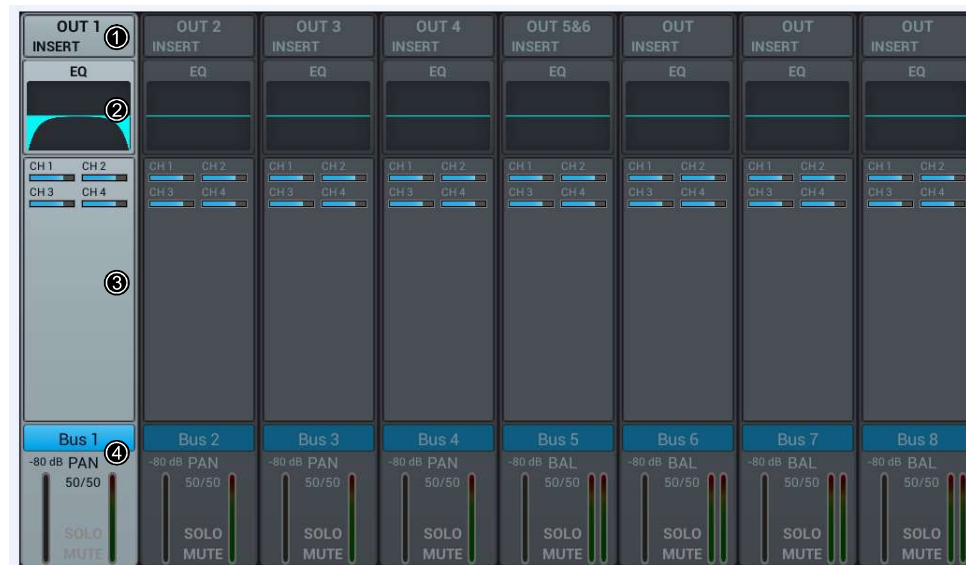 OUT 1 ① OUT 2 OUT 3 OUT 4 OUT 5&6 OUT OUT OUT
INSERT INSERT INSERT INSERT INSERT INSERT INSERT INSERT
EQ EQ EQ EQ EQ EQ EQ EQ
②
CH 1 CH 2 CH 1 CH 2 CH 1 CH 2 CH 1 CH 2 CH 1 CH 2 CH 1 CH 2 CH 1 CH 2 CH 1 CH 2
CH 3 CH 4 CH 3 CH 4 CH 3 CH 4 CH 3 CH 4 CH 3 CH 4 CH 3 CH 4 CH 3 CH 4 CH 3 CH 4
③
Bus 1 ④ Bus 2 Bus 3 Bus 4 Bus 5 Bus 6 Bus 7 Bus 8
-80 dB PAN -80 dB PAN -80 dB PAN -80 dB PAN -80 dB BAL -80 dB BAL -80 dB BAL -80 dB BAL
50/50 50/50 50/50 50/50 50/50 50/50 50/50 50/50
SOLO SOLO SOLO SOLO SOLO SOLO SOLO SOLO
MUTE MUTE MUTE MUTE MUTE MUTE MUTE MUTE